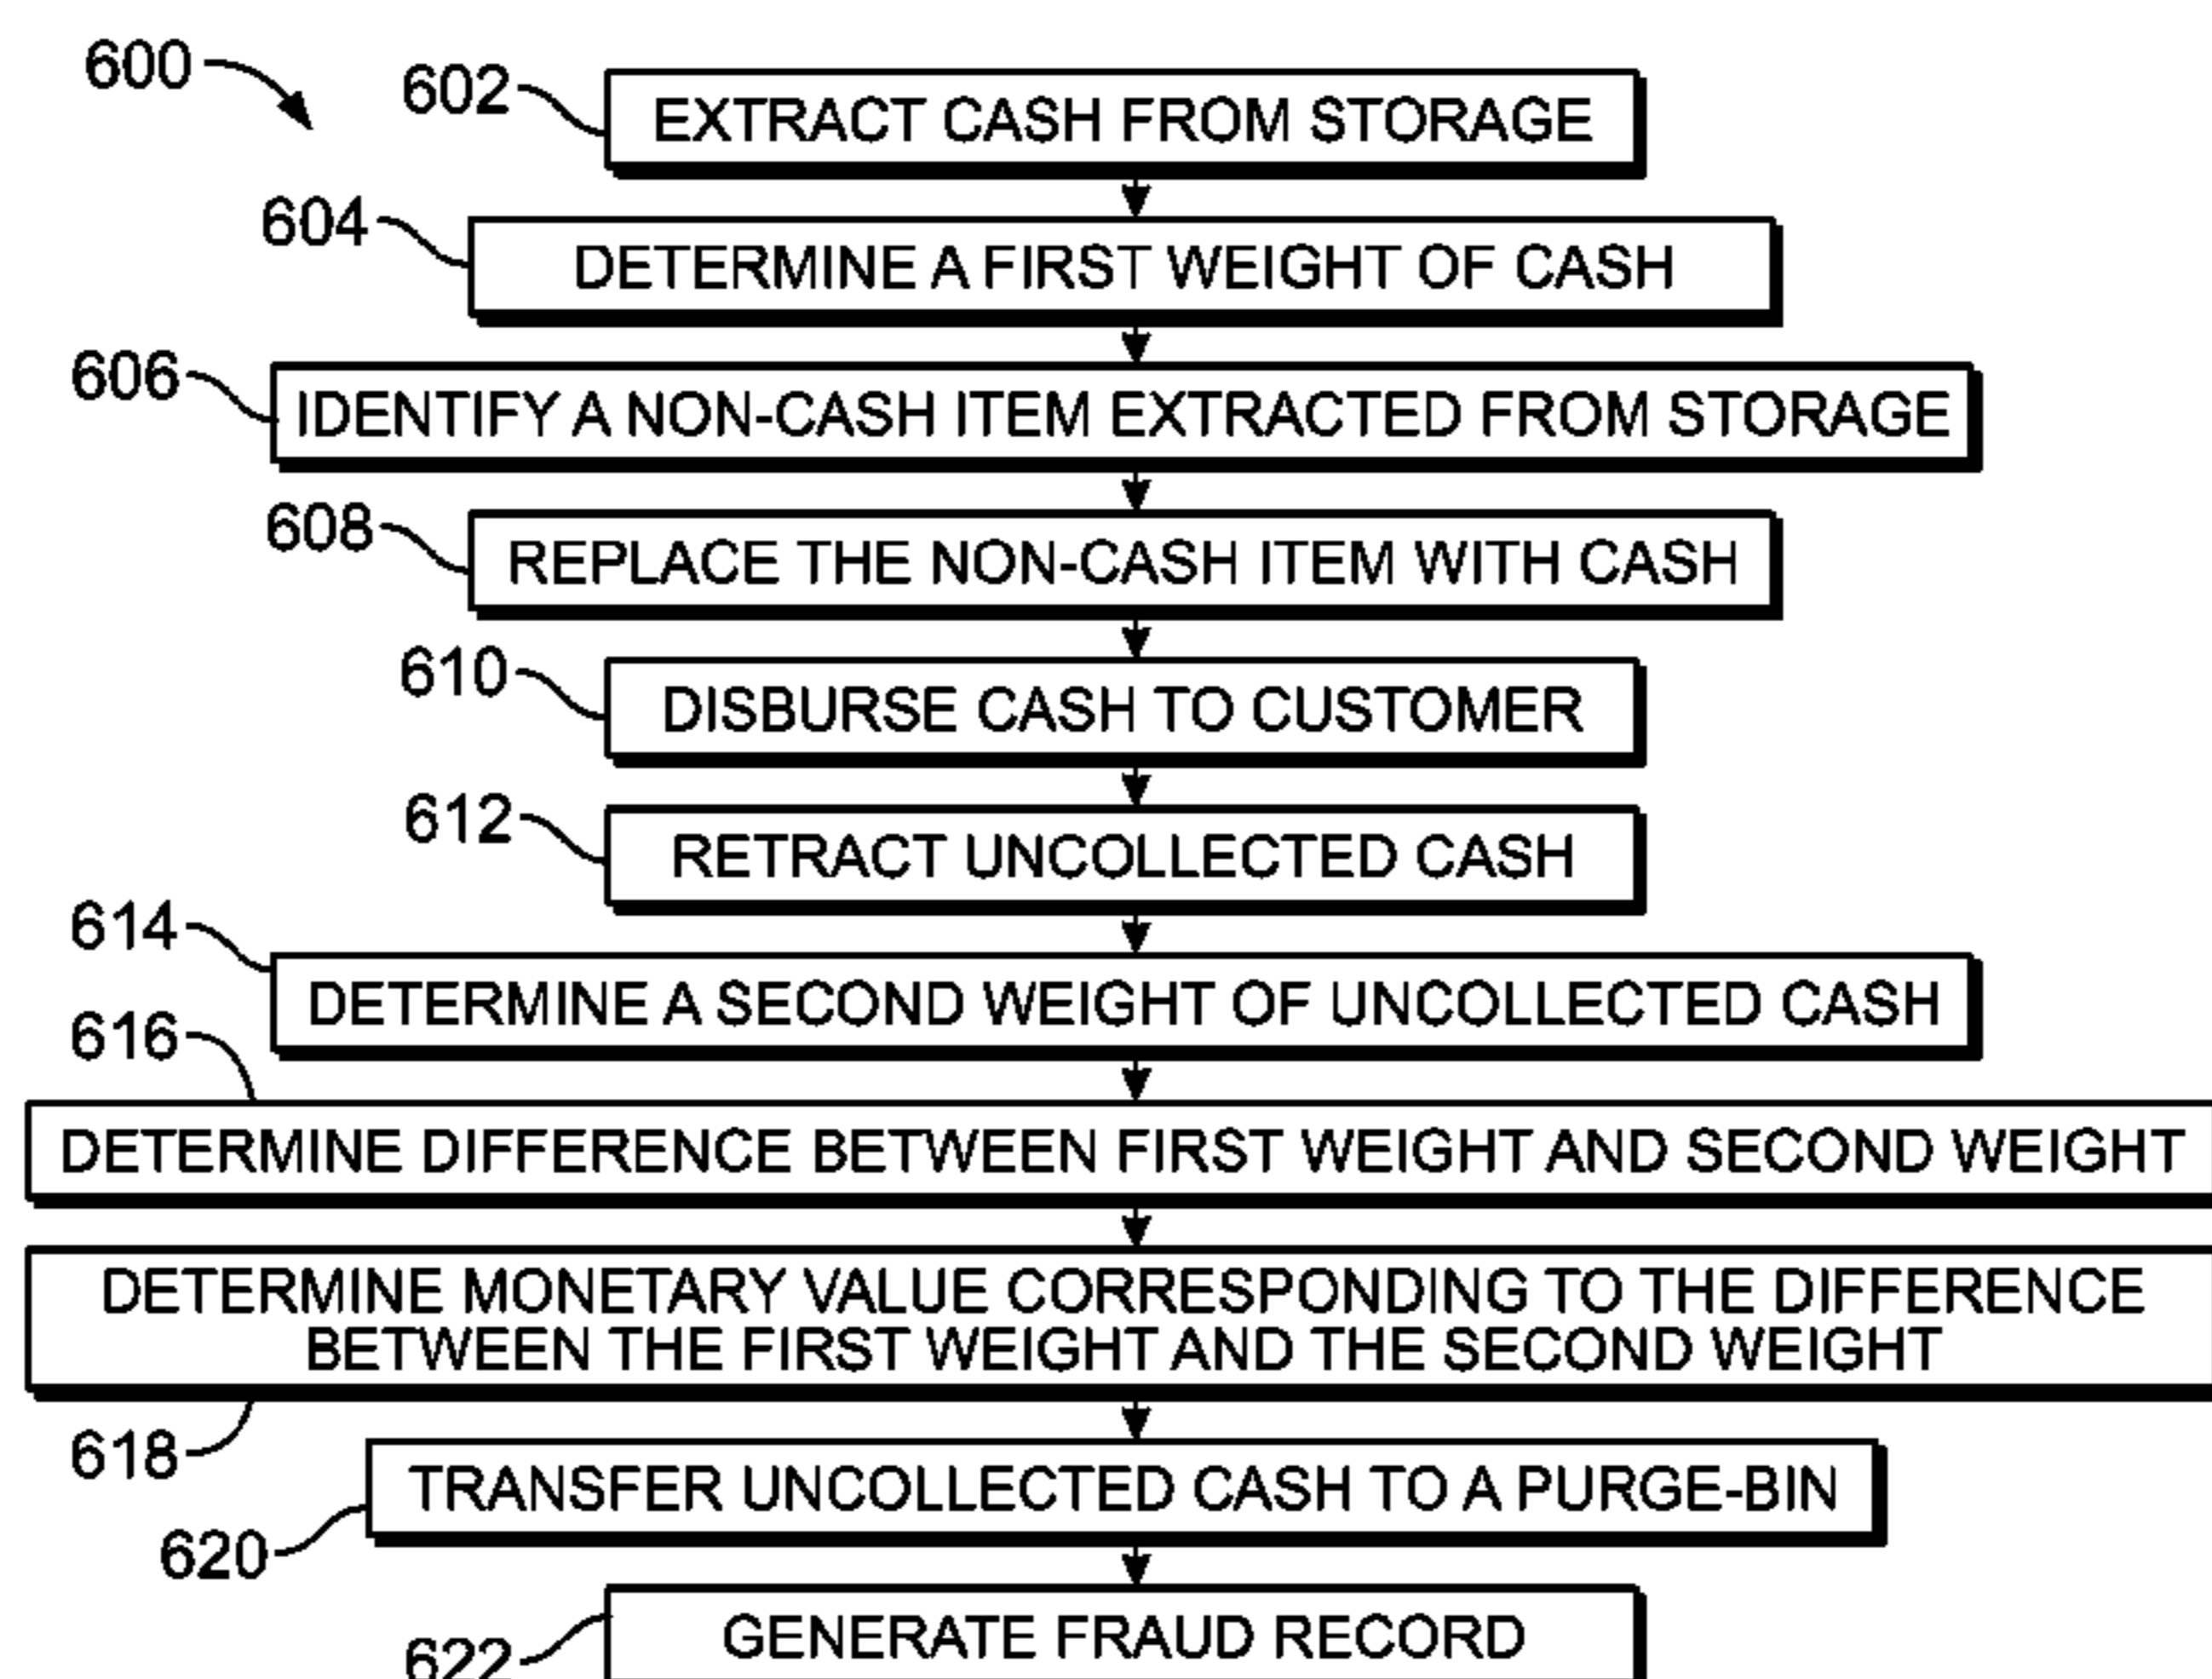 600
602
EXTRACT CASH FROM STORAGE
604
DETERMINE A FIRST WEIGHT OF CASH
606
IDENTIFY A NON-CASH ITEM EXTRACTED FROM STORAGE
608
REPLACE THE NON-CASH ITEM WITH CASH
610
DISBURSE CASH TO CUSTOMER
612
RETRACT UNCOLLECTED CASH
614
DETERMINE A SECOND WEIGHT OF UNCOLLECTED CASH
616
DETERMINE DIFFERENCE BETWEEN FIRST WEIGHT AND SECOND WEIGHT
DETERMINE MONETARY VALUE CORRESPONDING TO THE DIFFERENCE
BETWEEN THE FIRST WEIGHT AND THE SECOND WEIGHT
618
TRANSFER UNCOLLECTED CASH TO A PURGE-BIN
620
GENERATE FRAUD RECORD
622